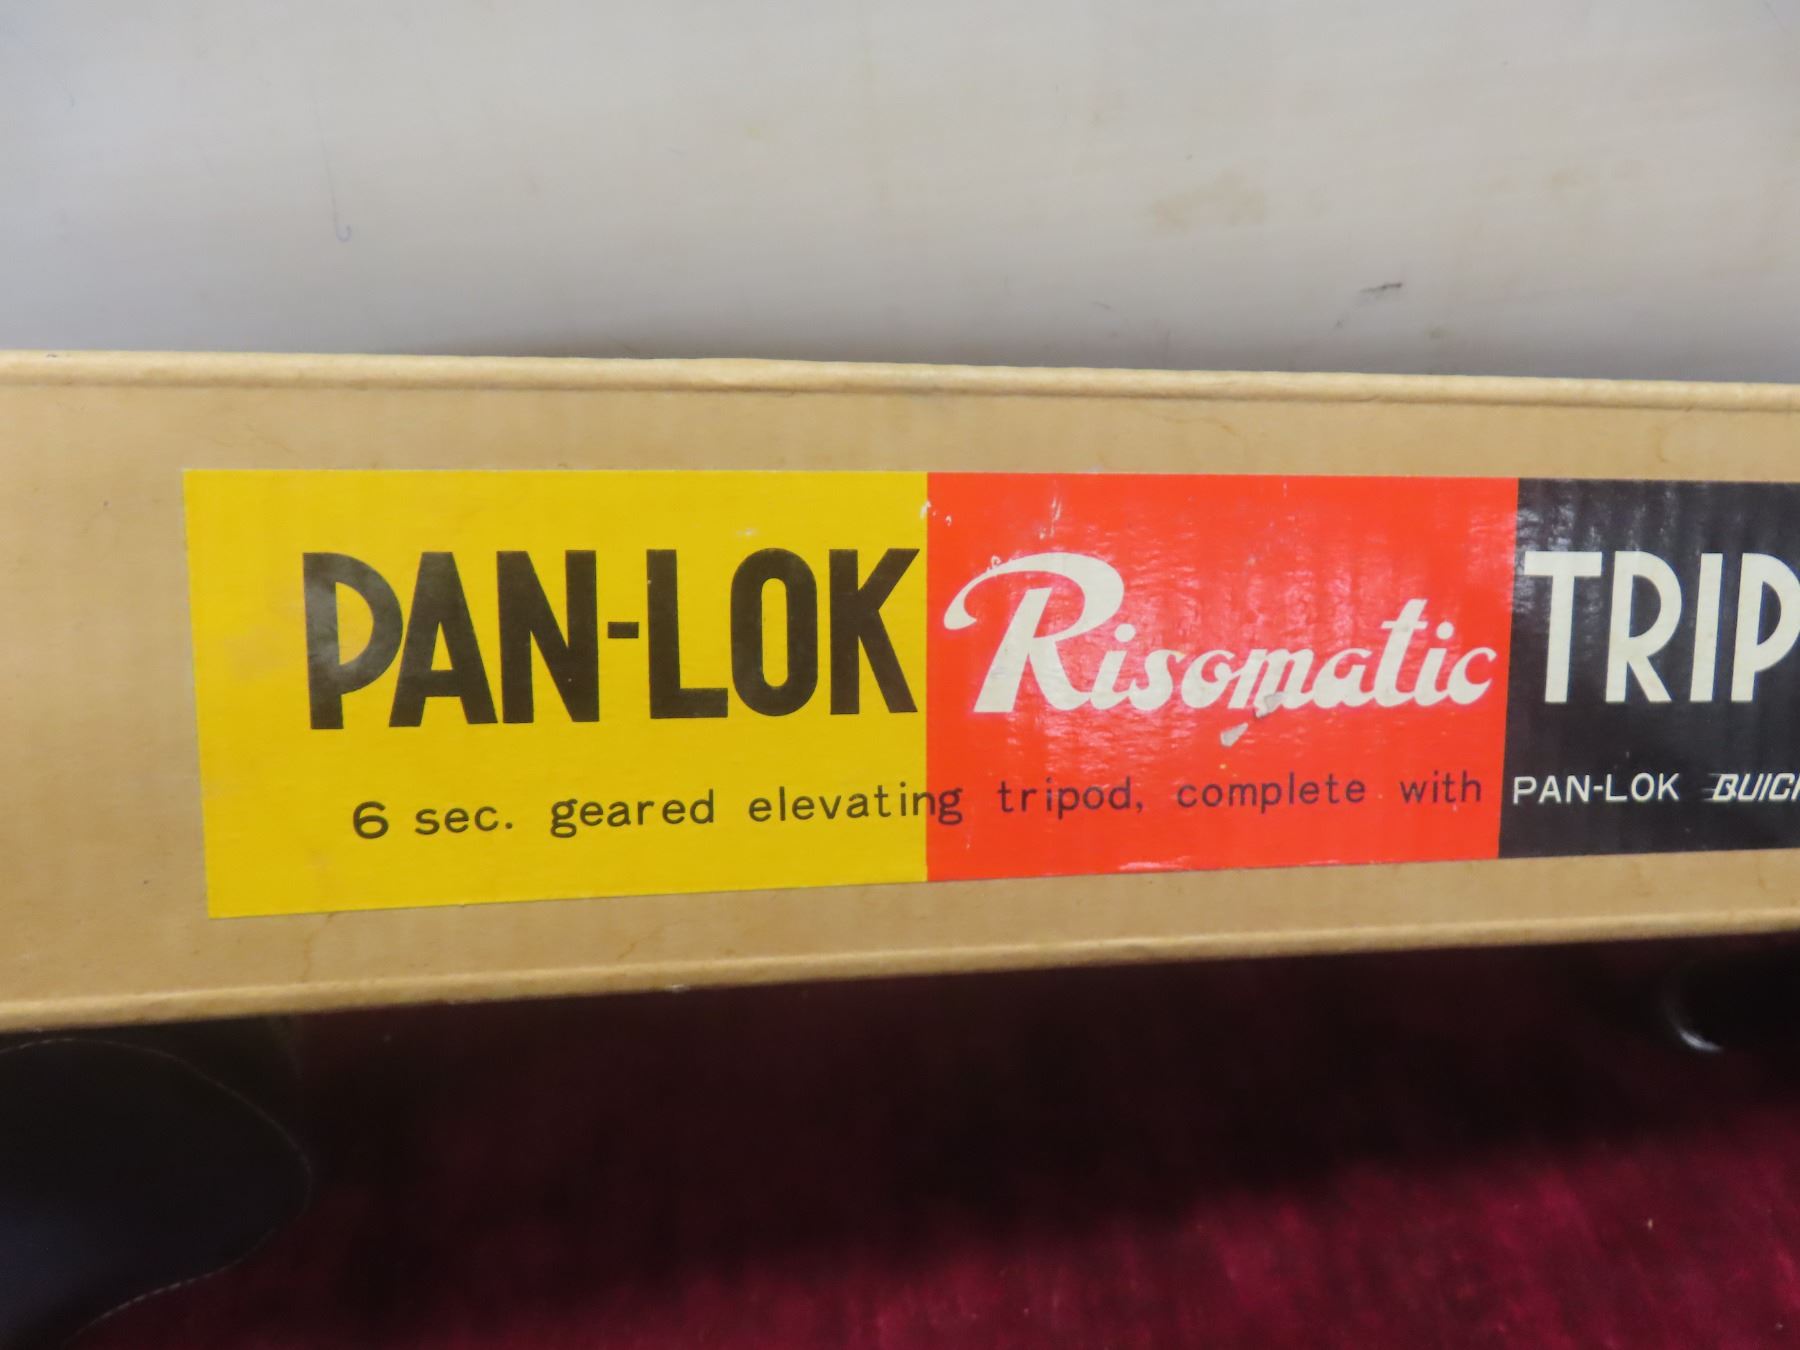 PAN-LOK Risomatic TRIP
6 sec. geared elevating tripod, complete with PAN-LOK